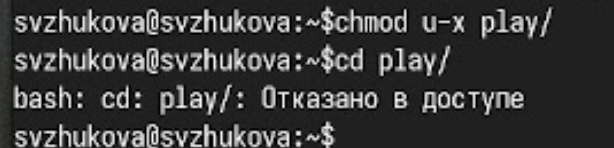 svzhukova@svzhukova:~$chmod u-x play/
svzhukova@svzhukova:~$cd play/
bash: cd: play/: Отказано в доступе
svzhukova@svzhukova:~$